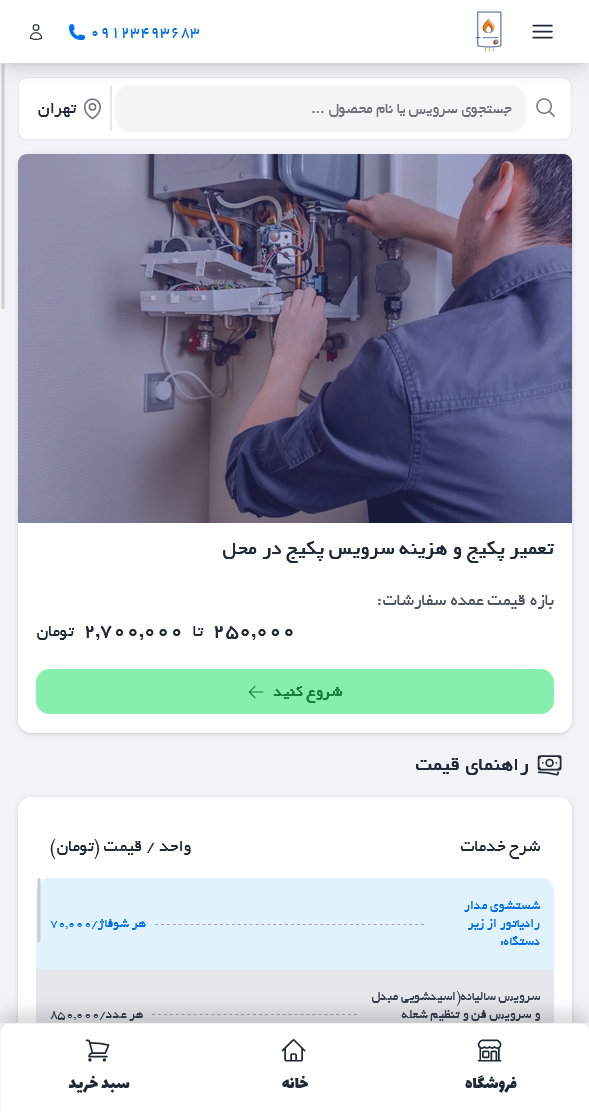 ۰۹۱۲۳۴۹۳۶۸۳
جستجوی سرویس یا نام محصول ...
تهران
تعمیر پکیج و هزینه سرویس پکیج در محل
بازه قیمت عمده سفارشات:
۲۵۰,۰۰۰ تا ۲,۷۰۰,۰۰۰ تومان
شروع کنید
راهنمای قیمت
شرح خدمات
واحد / قیمت (تومان)
شستشوی مدار
رادیاتور از زیر
دستگاه:
هر شوفاژ/۷۰,۰۰۰
سرویس سالیانه(اسیدشویی مبدل
و سرویس فن و تنظیم شعله
هر عدد/۸۵۰,۰۰۰
فروشگاه
خانه
سبد خرید